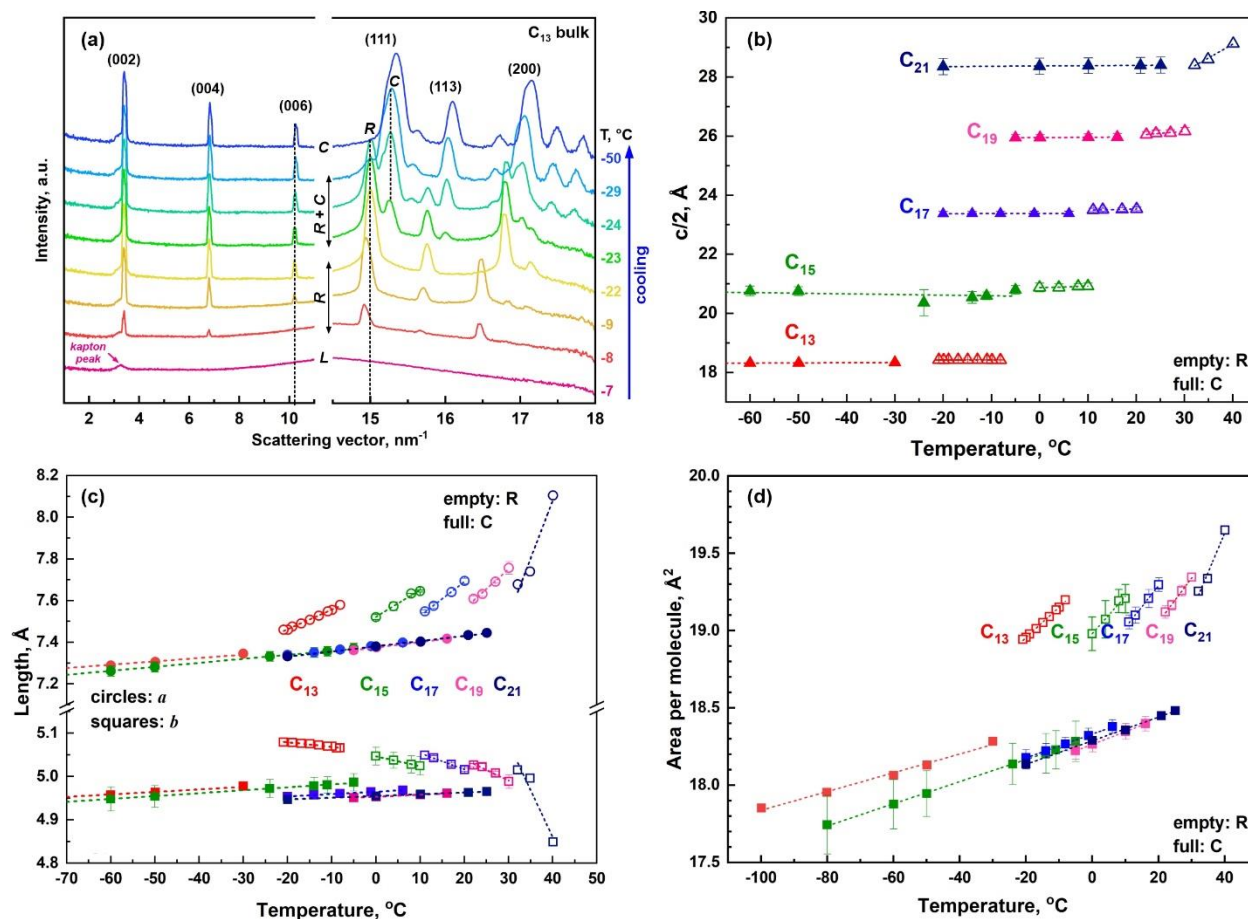 (a)
C13 bulk
(002)
(004)
(006)
(111)
(113)
(200)
R
C
T, °C
C
-50
-29
R + C
-24
-23
cooling
-22
R
-9
-8
kapton
peak
L
-7
Intensity, a.u.
1 2 4 6 8 10 15 16 17 18
Scattering vector, nm-1
(b)
30
28
26
24
22
20
18
c/2, Å
C21
C19
C17
C15
C13
empty: R
full: C
-60 -50 -40 -30 -20 -10 0 10 20 30 40
Temperature, °C
(c)
empty: R
full: C
8.2
8.1
8.0
7.8
7.6
7.4
7.2
5.1
5.0
4.9
4.8
Length, Å
C13 C15 C17 C19 C21
circles: a
squares: b
-70 -60 -50 -40 -30 -20 -10 0 10 20 30 40 50
Temperature, °C
(d)
20.0
19.5
19.0
18.5
18.0
17.5
Area per molecule, Å2
C13 C15 C17 C19 C21
empty: R
full: C
-100 -80 -60 -40 -20 0 20 40
Temperature, °C